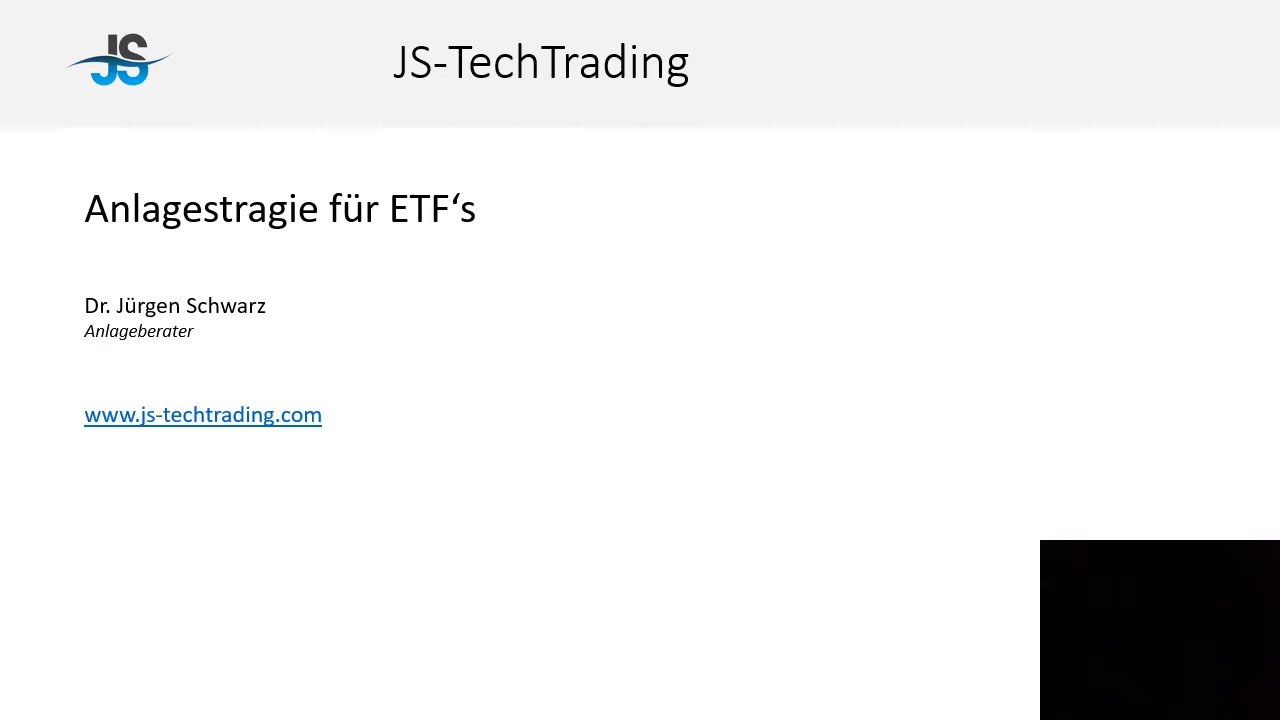 JS
JS-TechTrading
Anlagestragie für ETF‘s
Dr. Jürgen Schwarz
Anlageberater
www.js-techtrading.com